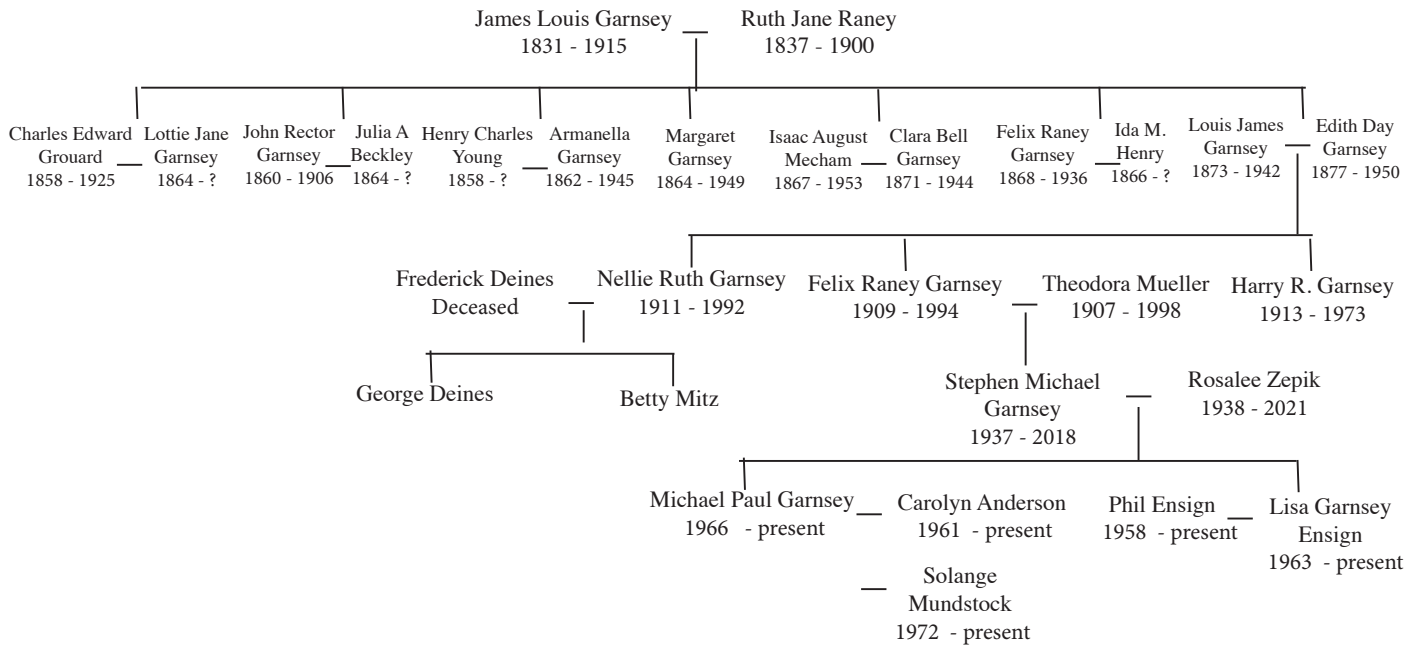 James Louis Garnsey
1831 - 1915
Ruth Jane Raney
1837 - 1900
Charles Edward
Grouard
1858 - 1925
Lottie Jane
Garnsey
1864 - ?
John Rector
Garnsey
1860 - 1906
Julia A
Beckley
1864 - ?
Henry Charles
Young
1858 - ?
Armanella
Garnsey
1862 - 1945
Margaret
Garnsey
1864 - 1949
Isaac August
Mecham
1867 - 1953
Clara Bell
Garnsey
1871 - 1944
Felix Raney
Garnsey
1868 - 1936
Ida M.
Henry
1866 - ?
Louis James
Garnsey
1873 - 1942
Edith Day
Garnsey
1877 - 1950
Frederick Deines
Deceased
Nellie Ruth Garnsey
1911 - 1992
Felix Raney Garnsey
1909 - 1994
Theodora Mueller
1907 - 1998
Harry R. Garnsey
1913 - 1973
George Deines
Betty Mitz
Stephen Michael
Garnsey
1937 - 2018
Rosalee Zepik
1938 - 2021
Michael Paul Garnsey
1966 - present
Carolyn Anderson
1961 - present
Phil Ensign
1958 - present
Lisa Garnsey
Ensign
1963 - present
Solange
Mundstock
1972 - present